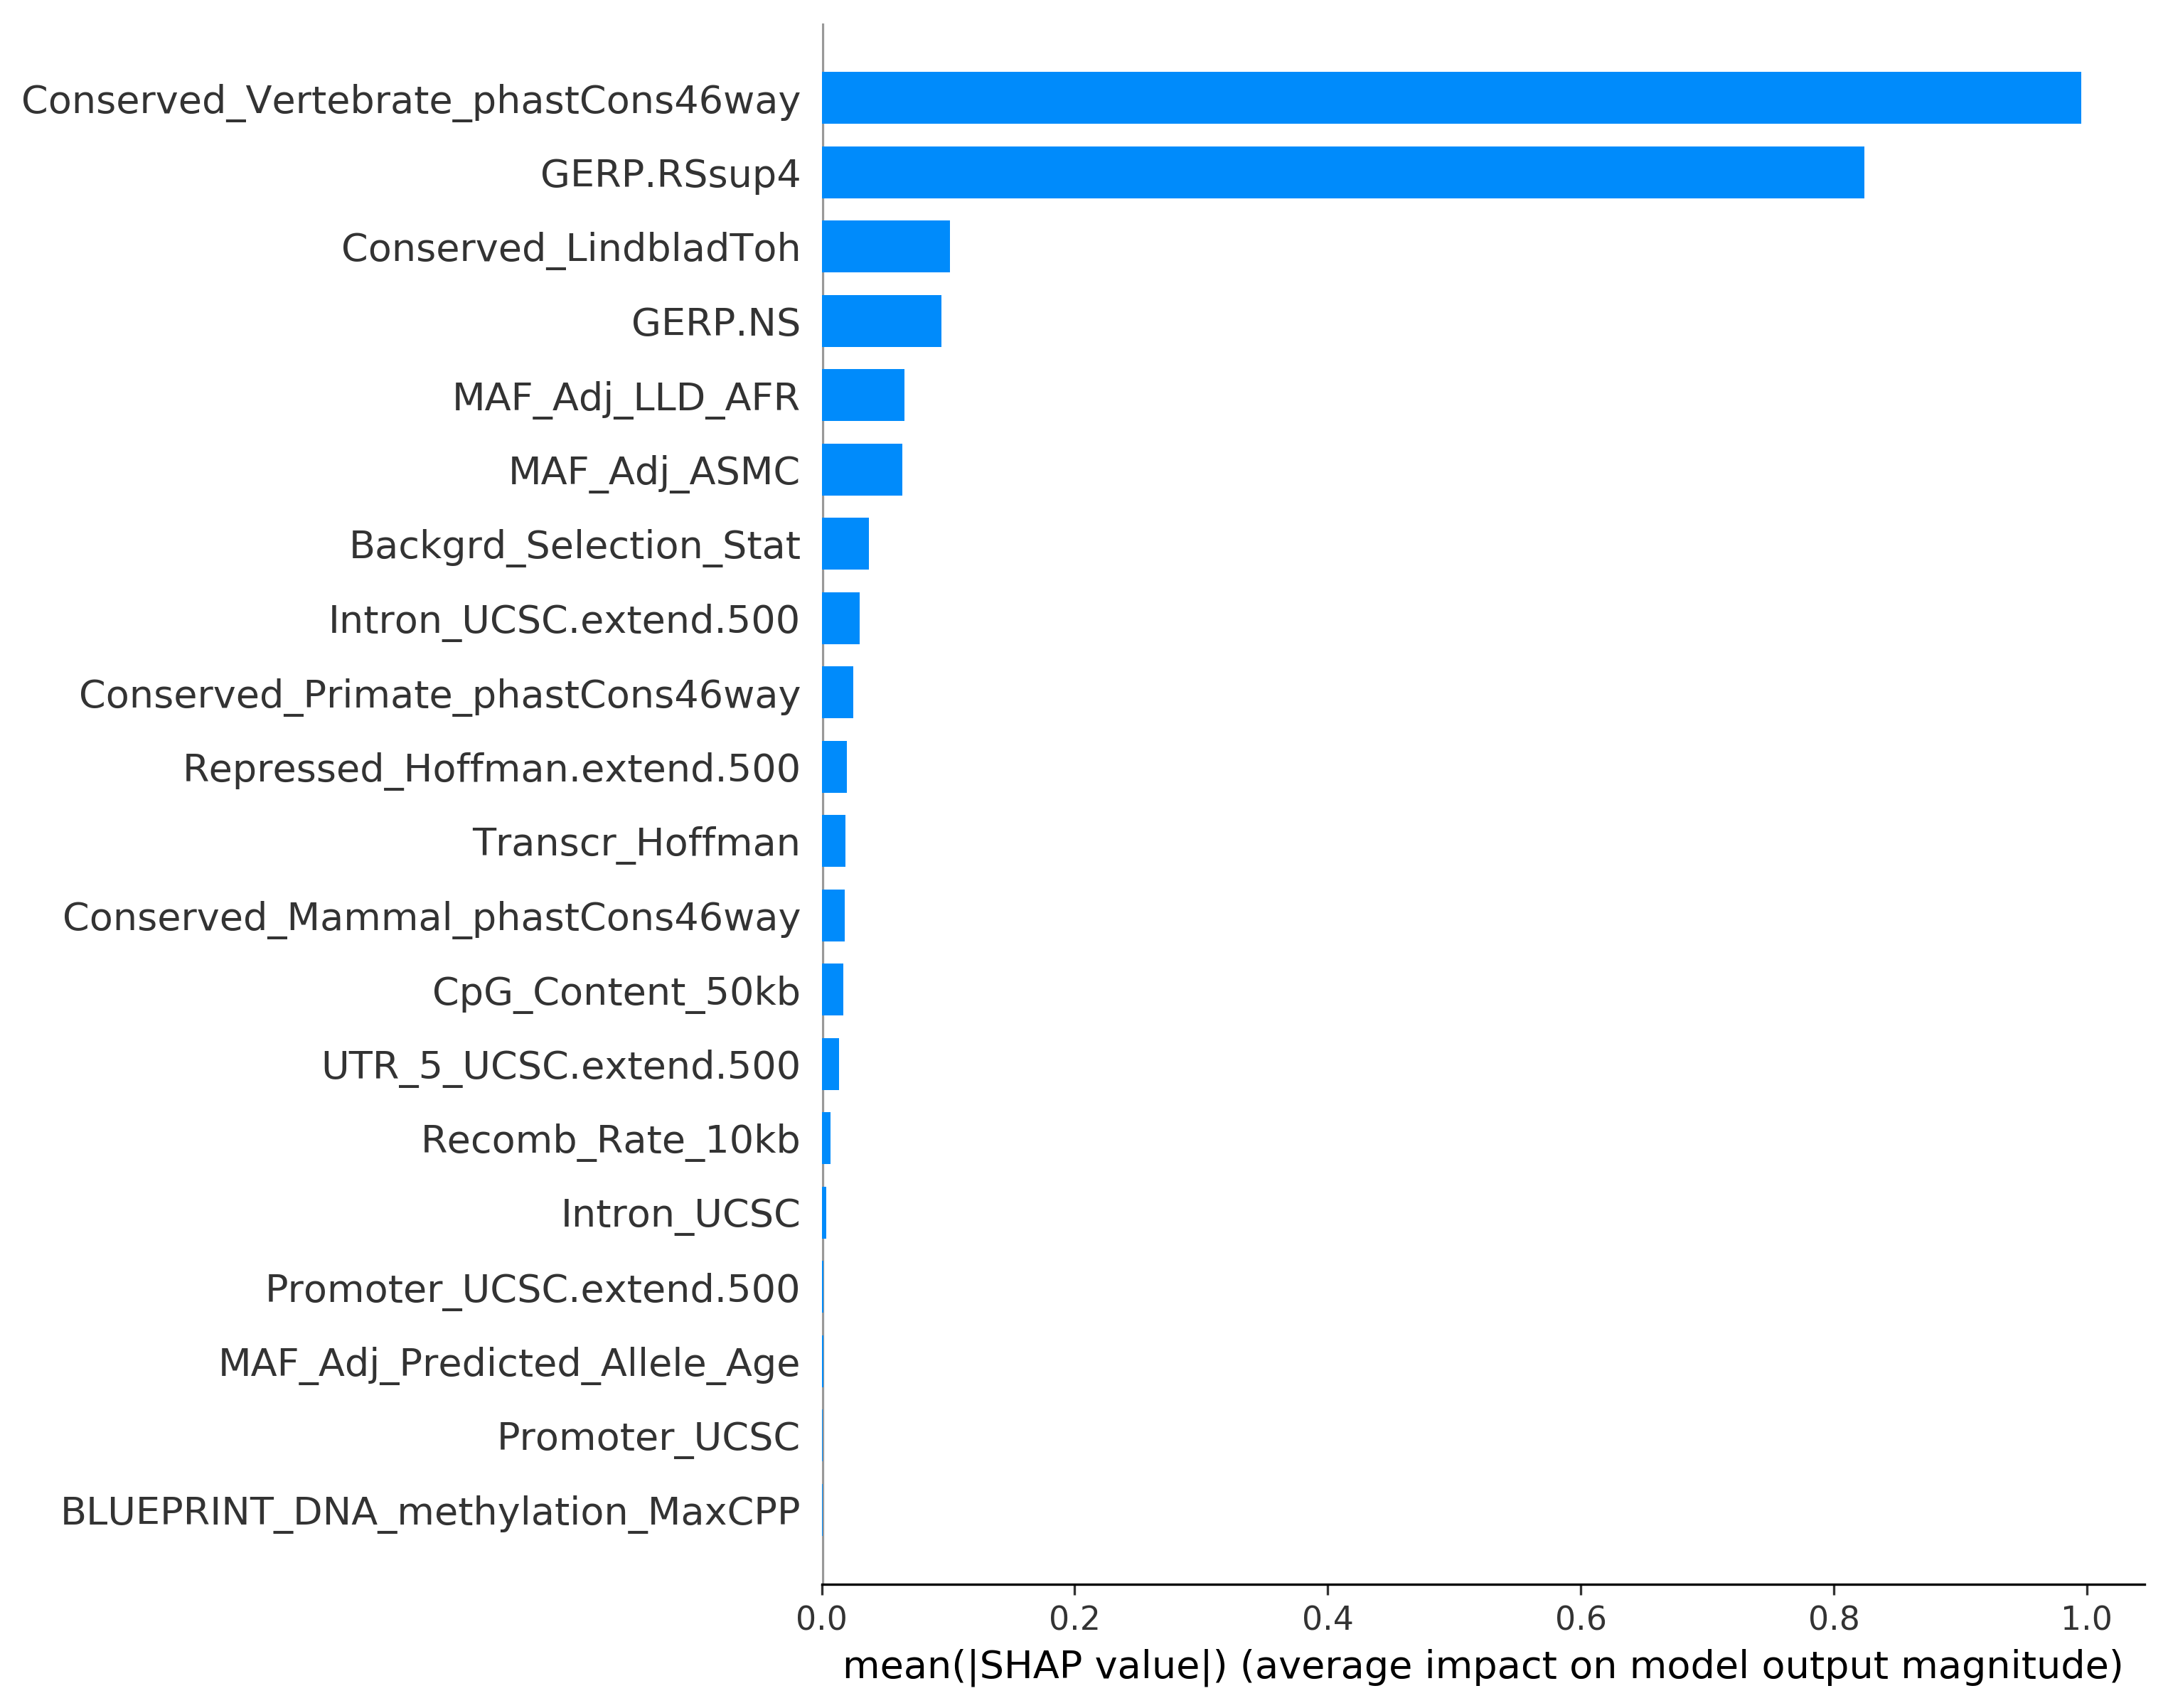 Conserved_Vertebrate_phastCons46way
GERP.RSsup4
Conserved_LindbladToh
GERP.NS
MAF_Adj_LLD_AFR
MAF_Adj_ASMC
Backgrd_Selection_Stat
Intron_UCSC.extend.500
Conserved_Primate_phastCons46way
Repressed_Hoffman.extend.500
Transcr_Hoffman
Conserved_Mammal_phastCons46way
CpG_Content_50kb
UTR_5_UCSC.extend.500
Recomb_Rate_10kb
Intron_UCSC
Promoter_UCSC.extend.500
MAF_Adj_Predicted_Allele_Age
Promoter_UCSC
BLUEPRINT_DNA_methylation_MaxCPP
0.0 0.2 0.4 0.6 0.8 1.0
mean(|SHAP value|) (average impact on model output magnitude)